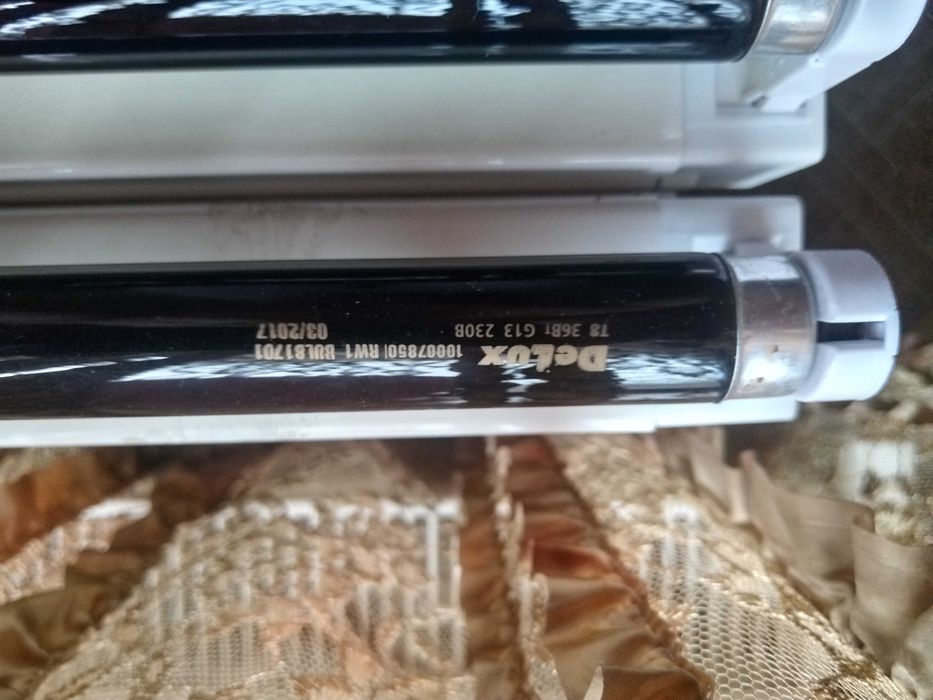 DeLux 10007850| RW1 BULB1701
T8 36Вт G13 230В 03/2017